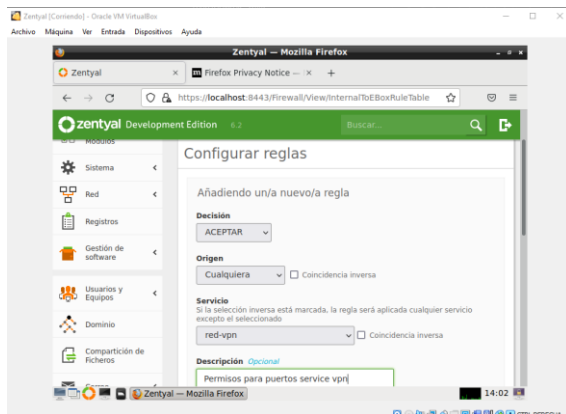 Zentyal [Corriendo] - Oracle VM VirtualBox
Archivo Máquina Ver Entrada Dispositivos Ayuda
Zentyal — Mozilla Firefox
Zentyal
Firefox Privacy Notice —
https://localhost:8443/Firewall/View/InternalToEBoxRuleTable
zentyal Development Edition 6.2
Buscar...
Módulos
Sistema
Red
Registros
Gestión de
software
Usuarios y
Equipos
Dominio
Compartición de
Ficheros
Configurar reglas
Añadiendo un/a nuevo/a regla
Decisión
ACEPTAR
Origen
Cualquiera
Coincidencia inversa
Servicio
Si la selección inversa está marcada, la regla será aplicada cualquier servicio
excepto el seleccionado
red-vpn
Coincidencia inversa
Descripción Opcional
Permisos para puertos service vpn
Zentyal — Mozilla Firefox
14:02